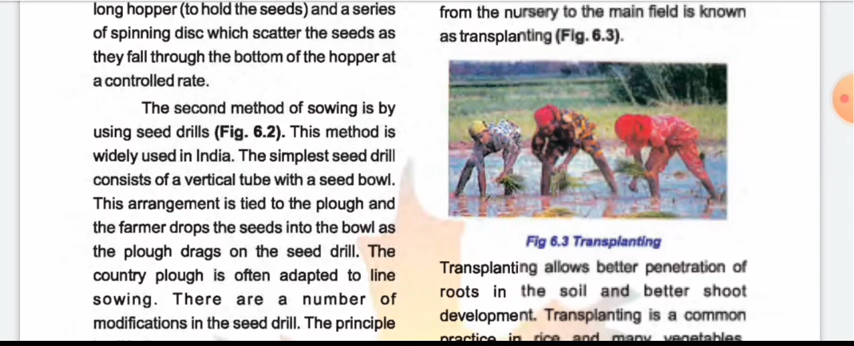 long hopper (to hold the seeds) and a series
of spinning disc which scatter the seeds as
they fall through the bottom of the hopper at
a controlled rate.
The second method of sowing is by
using seed drills (Fig. 6.2). This method is
widely used in India. The simplest seed drill
consists of a vertical tube with a seed bowl.
This arrangement is tied to the plough and
the farmer drops the seeds into the bowl as
the plough drags on the seed drill. The
country plough is often adapted to line
sowing. There are a number of
modifications in the seed drill. The principle
from the nursery to the main field is known
as transplanting (Fig. 6.3).
Fig 6.3 Transplanting
Transplanting allows better penetration of
roots in the soil and better shoot
development. Transplanting is a common
practice in rice and many vegetables.